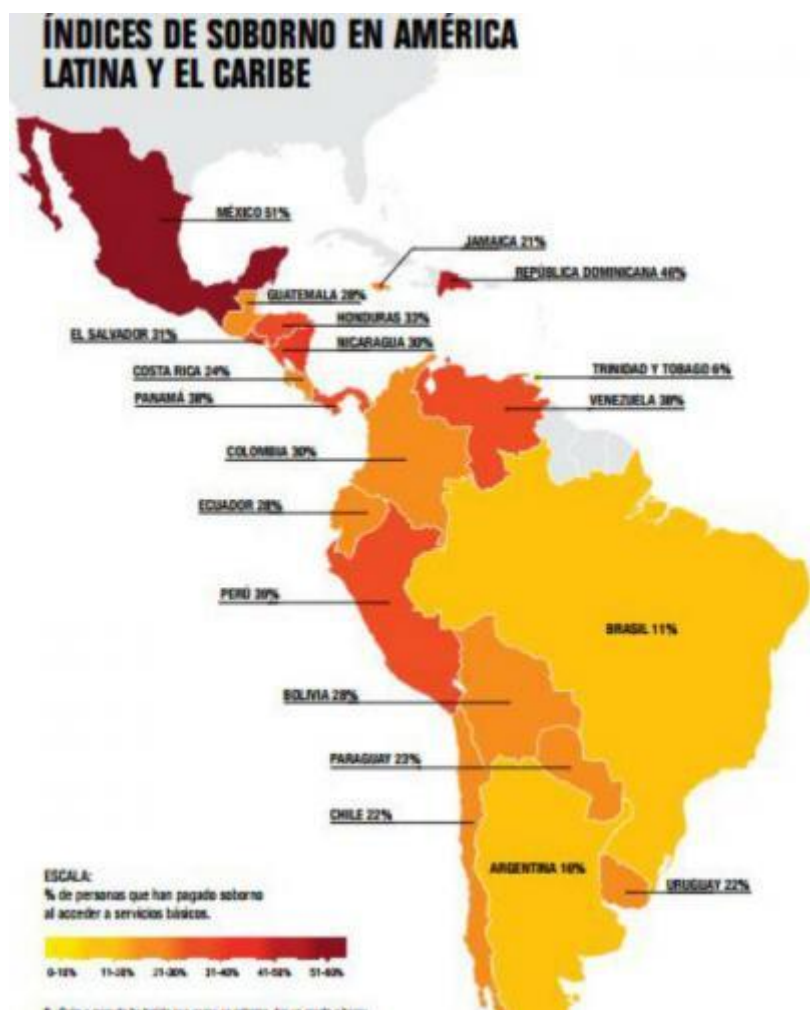 ÍNDICES DE SOBORNO EN AMÉRICA
LATINA Y EL CARIBE
MÉXICO 51%
JAMAICA 21%
REPÚBLICA DOMINICANA 46%
GUATEMALA 28%
HONDURAS 33%
EL SALVADOR 31%
NICARAGUA 30%
COSTA RICA 24%
TRINIDAD Y TOBAGO 6%
PANAMÁ 38%
VENEZUELA 38%
COLOMBIA 30%
ECUADOR 28%
PERÚ 39%
BRASIL 11%
BOLIVIA 28%
PARAGUAY 23%
CHILE 22%
ARGENTINA 16%
URUGUAY 22%
ESCALA:
% de personas que han pagado soborno
al acceder a servicios básicos.
0-10% 11-20% 21-30% 31-40% 41-50% 51-60%